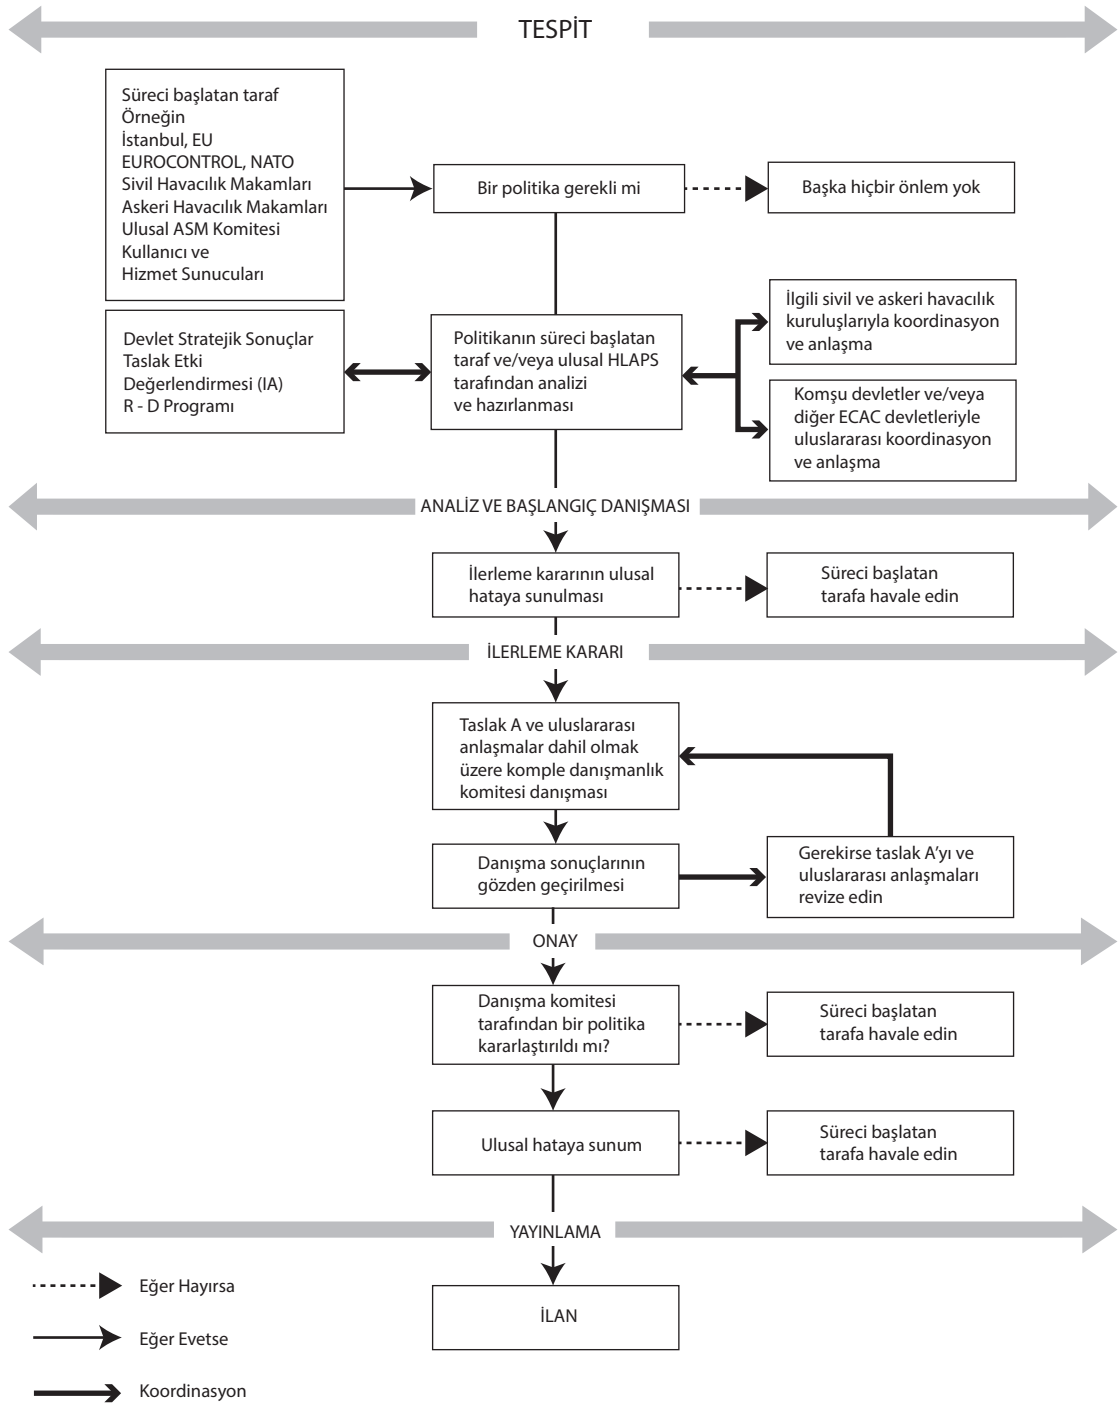 TESPİT
Süreci başlatan taraf
Örneğin
İstanbul, EU
EUROCONTROL, NATO
Sivil Havacılık Makamları
Askeri Havacılık Makamları
Ulusal ASM Komitesi
Kullanıcı ve
Hizmet Sunucuları
Bir politika gerekli mi
Başka hiçbir önlem yok
Devlet Stratejik Sonuçlar
Taslak Etki
Değerlendirmesi (IA)
R - D Programı
Politikanın süreci başlatan
taraf ve/veya ulusal HLAPS
tarafından analizi
ve hazırlanması
İlgili sivil ve askeri havacılık
kuruluşlarıyla koordinasyon
ve anlaşma
Komşu devletler ve/veya
diğer ECAC devletleriyle
uluslararası koordinasyon
ve anlaşma
ANALİZ VE BAŞLANGIÇ DANIŞMASI
İlerleme kararının ulusal
hataya sunulması
Süreci başlatan
tarafa havale edin
İLERLEME KARARI
Taslak A ve uluslararası
anlaşmalar dahil olmak
üzere komple danışmanlık
komitesi danışması
Danışma sonuçlarının
gözden geçirilmesi
Gerekirse taslak A'yı ve
uluslararası anlaşmaları
revize edin
ONAY
Danışma komitesi
tarafından bir politika
kararlaştırıldı mı?
Süreci başlatan
tarafa havale edin
Ulusal hataya sunum
Süreci başlatan
tarafa havale edin
YAYINLAMA
İLAN
Eğer Hayırsa
Eğer Evetse
Koordinasyon